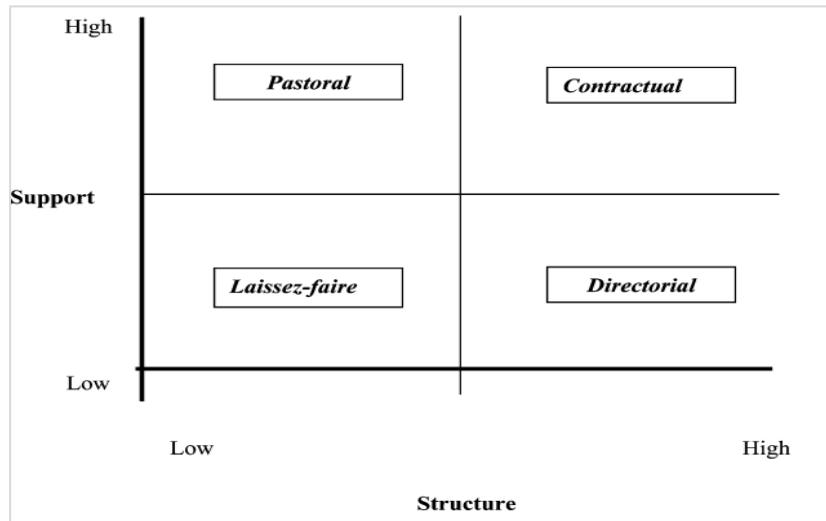 High
Pastoral
Contractual
Support
Laissez-faire
Directorial
Low
Low
High
Structure